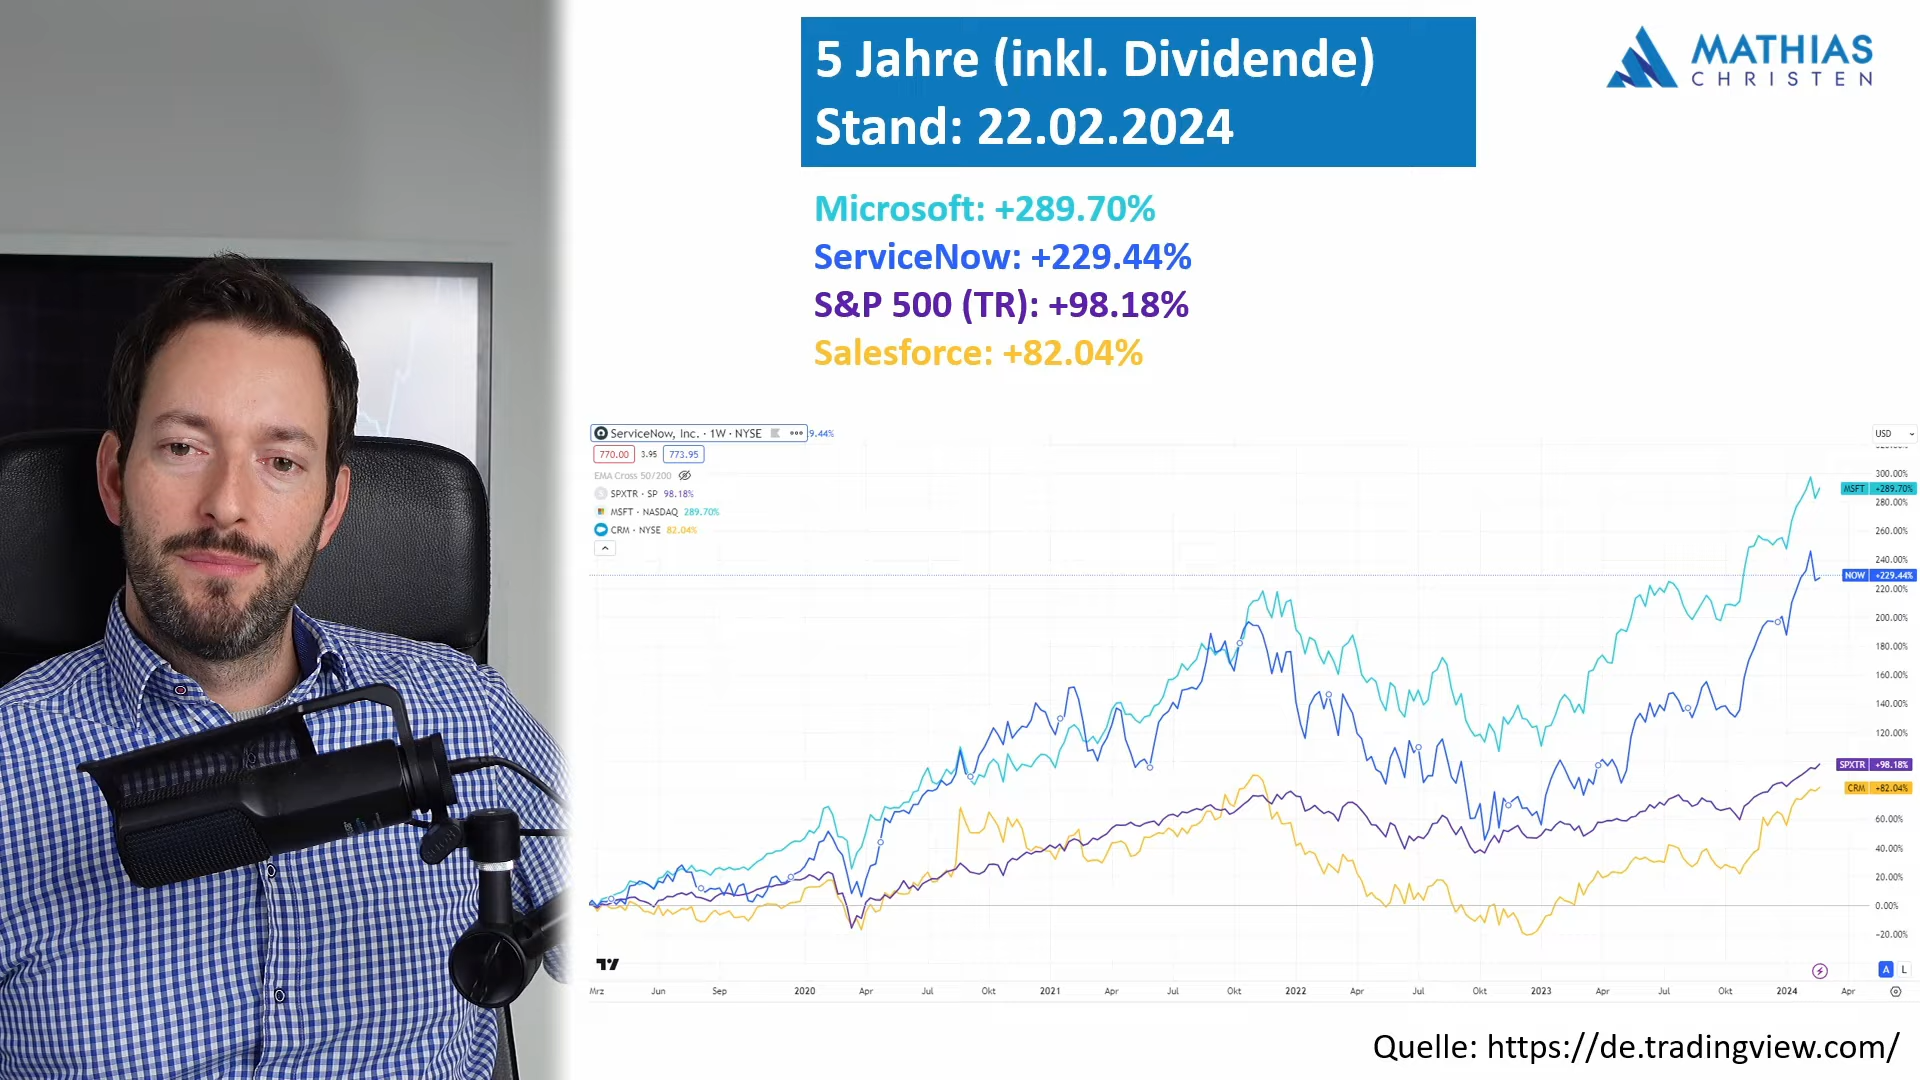 5 Jahre (inkl. Dividende)
Stand: 22.02.2024
MATHIAS
CHRISTEN
Microsoft: +289.70%
ServiceNow: +229.44%
S&P 500 (TR): +98.18%
Salesforce: +82.04%
ServiceNow, Inc. · 1W · NYSE ••• 9.44%
770.00 3.95 773.95
EMA Cross 50/200
SPXTR · SP 98.18%
MSFT · NASDAQ 289.70%
CRM · NYSE 82.04%
USD
300.00%
MSFT +289.70%
280.00%
260.00%
240.00%
NOW +229.44%
220.00%
200.00%
180.00%
160.00%
140.00%
120.00%
SPXTR +98.18%
CRM +82.04%
60.00%
40.00%
20.00%
0.00%
−20.00%
A L
Mrz Jun Sep 2020 Apr Jul Okt 2021 Apr Jul Okt 2022 Apr Jul Okt 2023 Apr Jul Okt 2024 Apr
Quelle: https://de.tradingview.com/